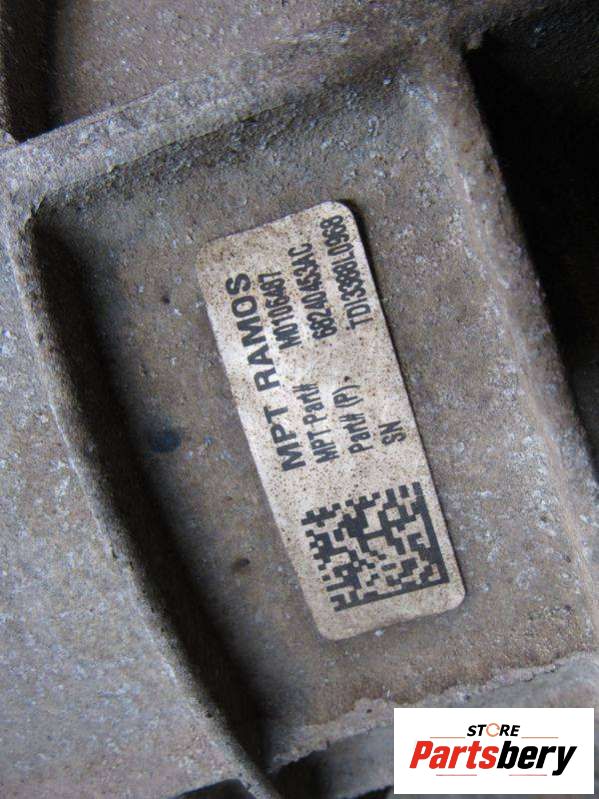 MPT RAMOS
MPT Part# M0106487
Part# (P), 68240453AC
SN TDI3380L0968
STORE
Partsbery